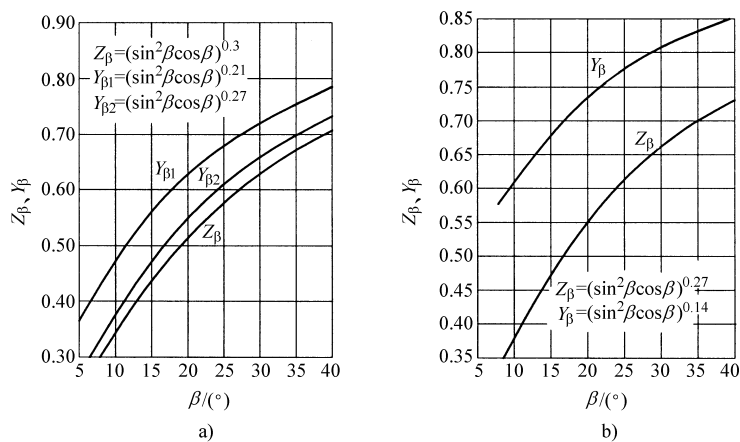 0.90
0.80
0.70
0.60
0.50
0.40
0.30
Zβ、Yβ
Zβ=(sin²βcosβ)^0.3
Yβ1=(sin²βcosβ)^0.21
Yβ2=(sin²βcosβ)^0.27
Yβ1
Yβ2
Zβ
5 10 15 20 25 30 35 40
β/(°)
a)
0.85
0.80
0.75
0.70
0.65
0.60
0.55
0.50
0.45
0.40
0.35
Zβ、Yβ
Yβ
Zβ
Zβ=(sin²βcosβ)^0.27
Yβ=(sin²βcosβ)^0.14
5 10 15 20 25 30 35 40
β/(°)
b)